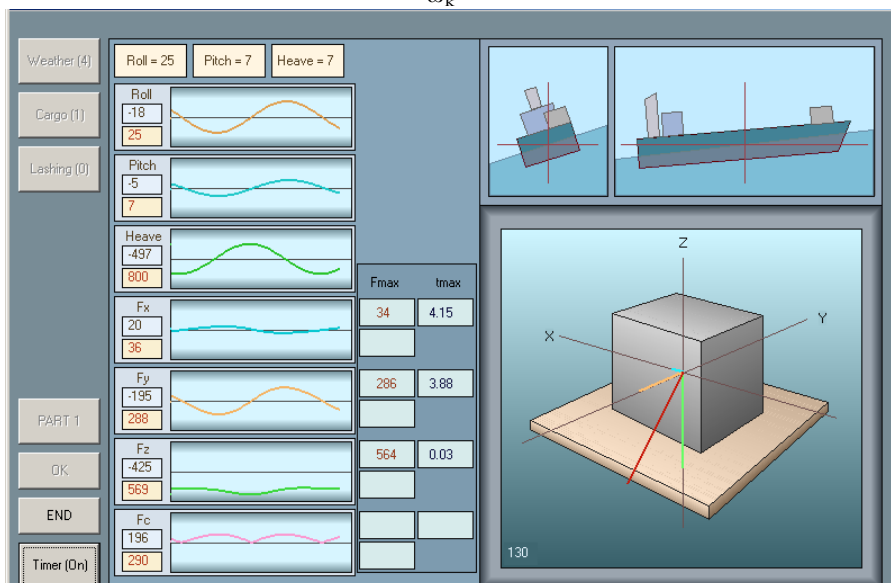 ω_k
Weather (4)
Cargo (1)
Lashing (0)
PART 1
OK
END
Timer (On)
Roll = 25 Pitch = 7 Heave = 7
Roll
-18
25
Pitch
-5
7
Heave
-497
800
Fmax tmax
Fx
20
36
34 4.15
Fy
-195
288
286 3.88
Fz
-425
569
564 0.03
Fc
196
290
Z
X
Y
130